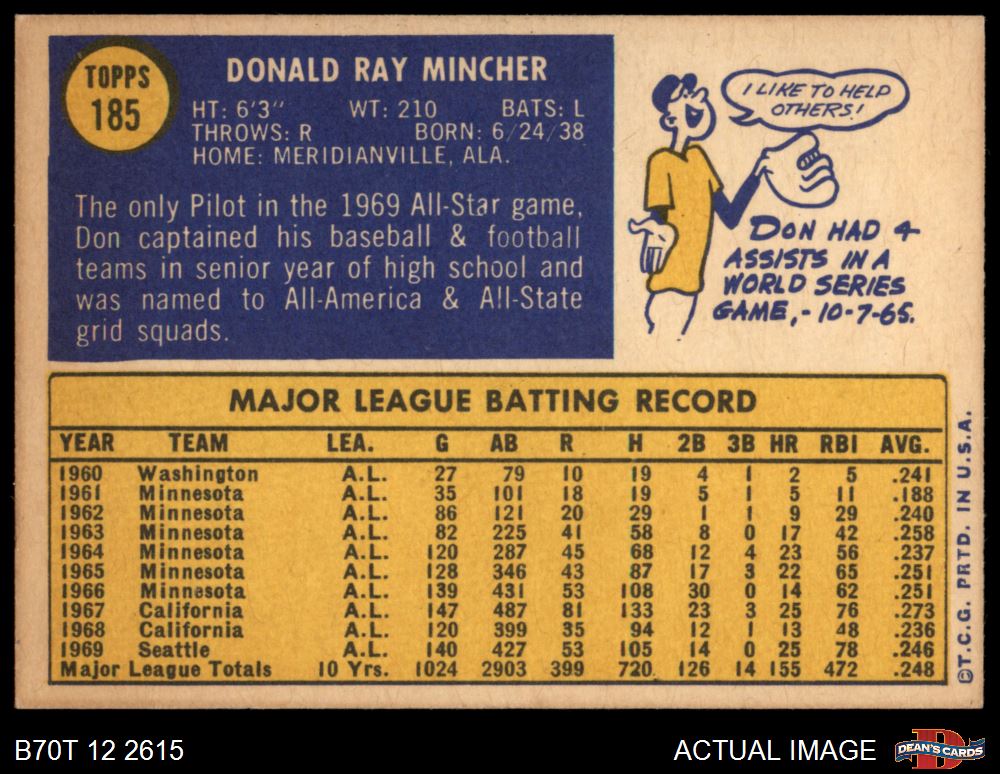 TOPPS
185
DONALD RAY MINCHER
HT: 6'3" WT: 210 BATS: L
THROWS: R BORN: 6/24/38
HOME: MERIDIANVILLE, ALA.
The only Pilot in the 1969 All-Star game,
Don captained his baseball & football
teams in senior year of high school and
was named to All-America & All-State
grid squads.
I LIKE TO HELP
OTHERS!
DON HAD 4
ASSISTS IN A
WORLD SERIES
GAME,- 10-7-65.
MAJOR LEAGUE BATTING RECORD
YEAR TEAM LEA. G AB R H 2B 3B HR RBI AVG.
1960 Washington A.L. 27 79 10 19 4 1 2 5 .241
1961 Minnesota A.L. 35 101 18 19 5 1 5 11 .188
1962 Minnesota A.L. 86 121 20 29 1 1 9 29 .240
1963 Minnesota A.L. 82 225 41 58 8 0 17 42 .258
1964 Minnesota A.L. 120 287 45 68 12 4 23 56 .237
1965 Minnesota A.L. 128 346 43 87 17 3 22 65 .251
1966 Minnesota A.L. 139 431 53 108 30 0 14 62 .251
1967 California A.L. 147 487 81 133 23 3 25 76 .273
1968 California A.L. 120 399 35 94 12 1 13 48 .236
1969 Seattle A.L. 140 427 53 105 14 0 25 78 .246
Major League Totals 10 Yrs. 1024 2903 399 720 126 14 155 472 .248
©T.C.G. PRTD. IN U.S.A.
B70T 12 2615
ACTUAL IMAGE
DEAN'S CARDS